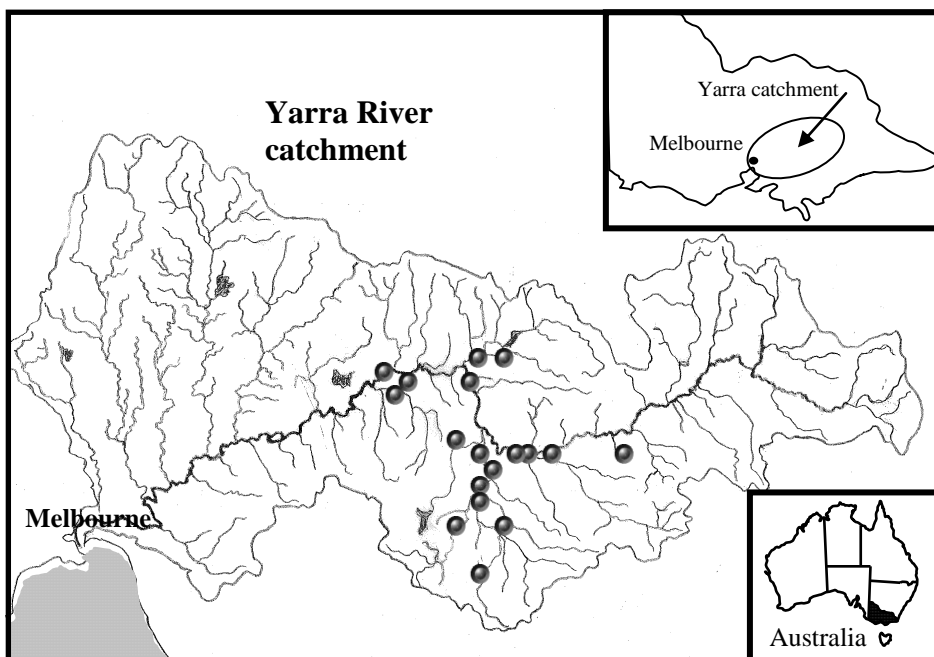 Yarra River
catchment
Yarra catchment
Melbourne
Melbourne
Australia